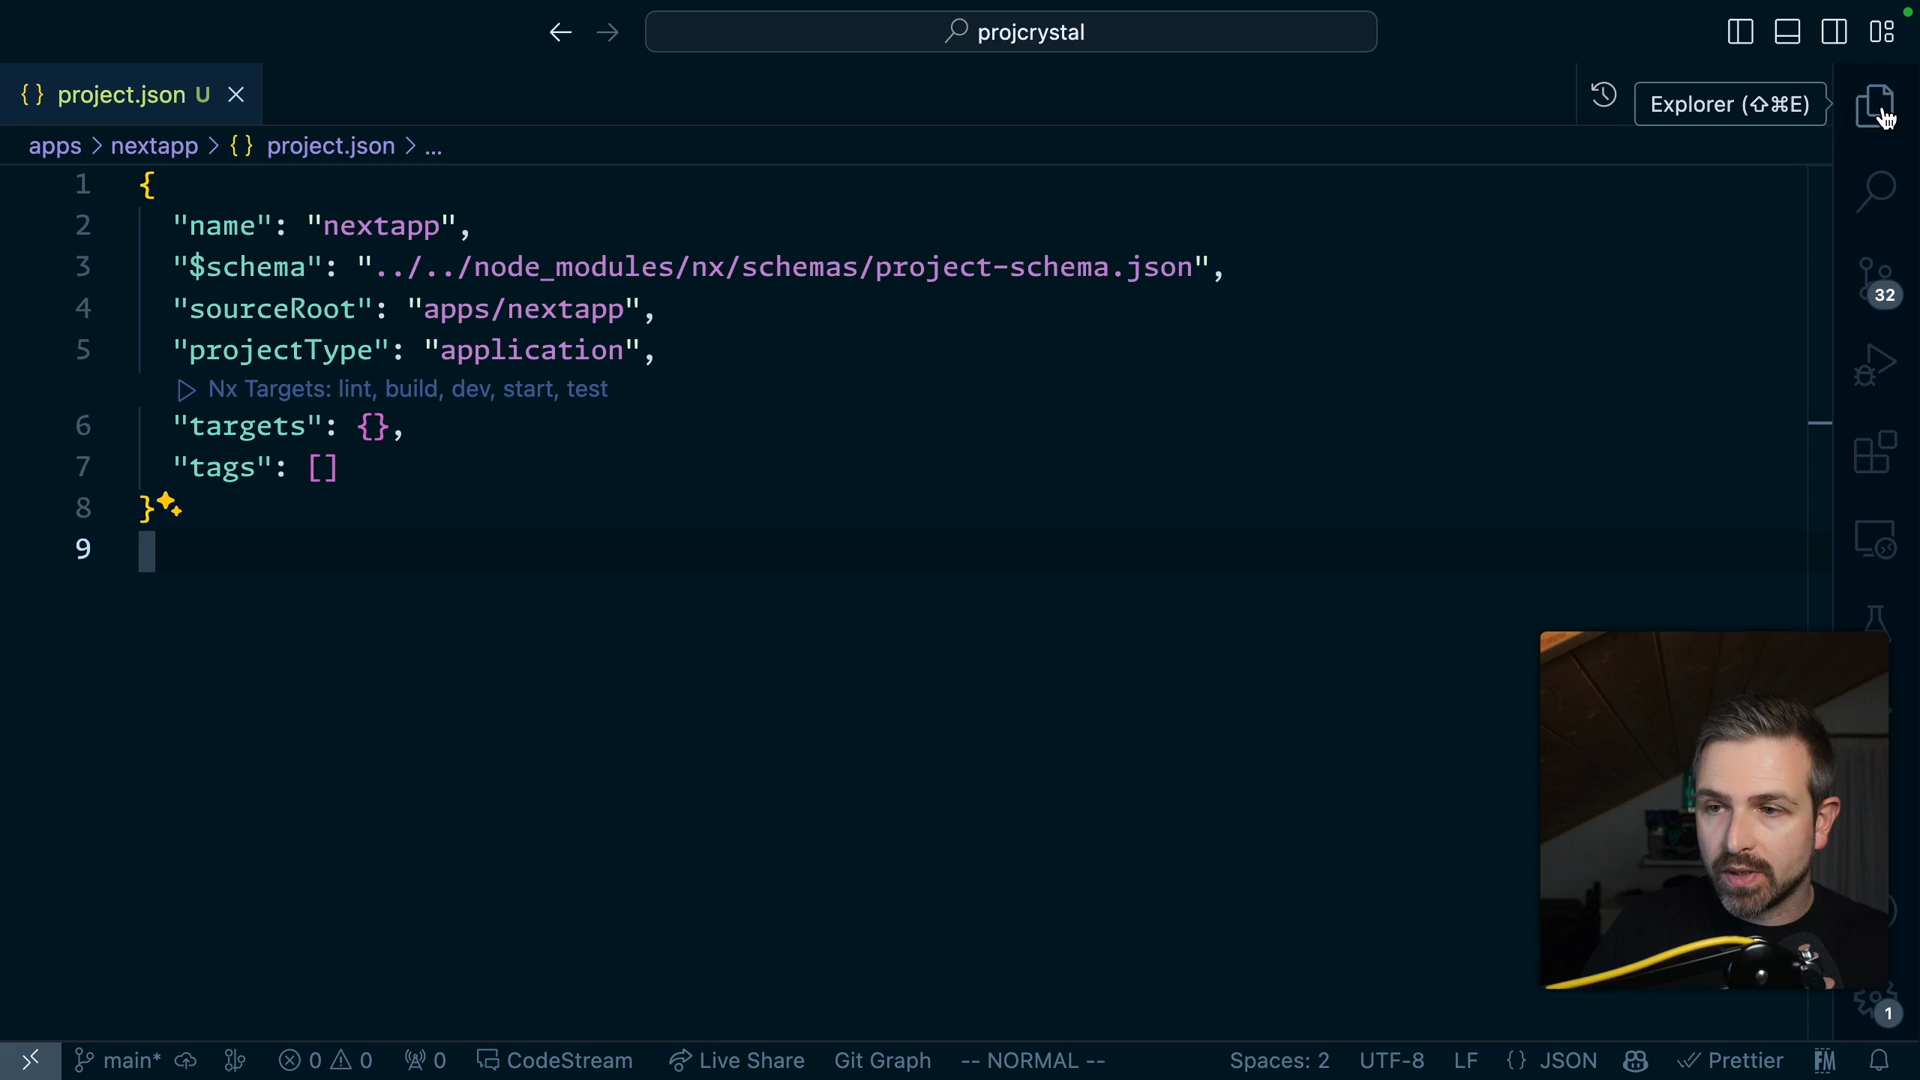 projcrystal
{} project.json U
Explorer (⇧⌘E)
apps > nextapp > {} project.json > ...
1 {
2 "name": "nextapp",
3 "$schema": "../../node_modules/nx/schemas/project-schema.json",
32
4 "sourceRoot": "apps/nextapp",
5 "projectType": "application",
Nx Targets: lint, build, dev, start, test
6 "targets": {},
7 "tags": []
8 }
9
1
main* 0 0 0 CodeStream Live Share Git Graph -- NORMAL -- Spaces: 2 UTF-8 LF {} JSON Prettier FM